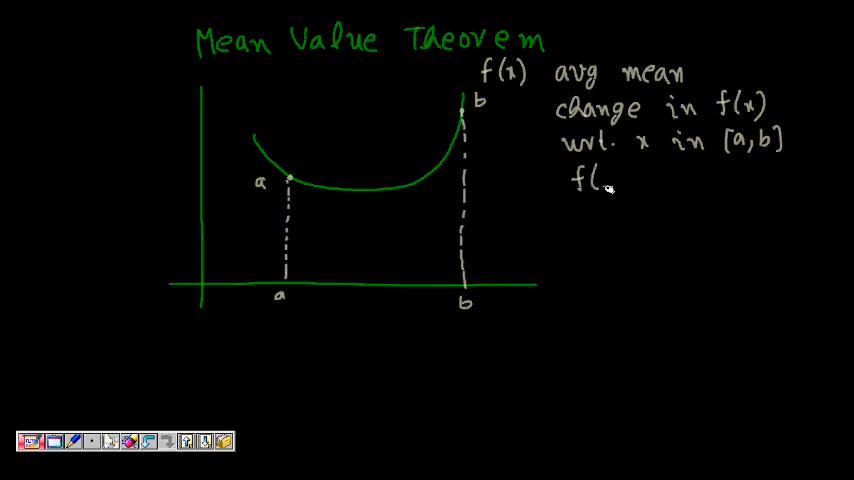 Mean Value Theorem
f(x) avg mean
b change in f(x)
wrt. x in [a,b]
a f(
a b